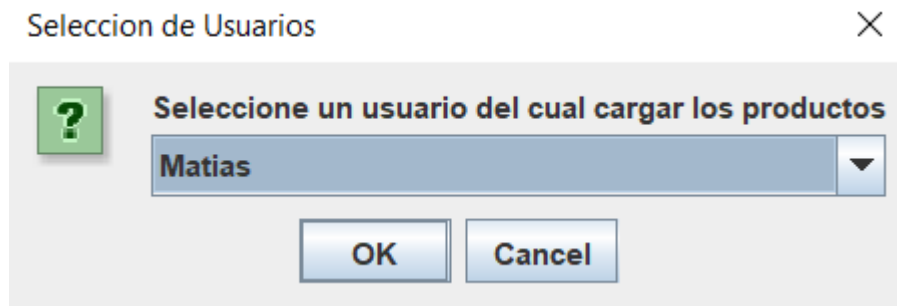 Seleccion de Usuarios
?
Seleccione un usuario del cual cargar los productos
Matias
OK
Cancel